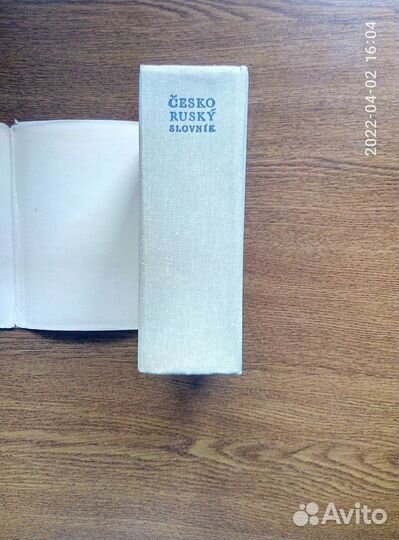 ČESKO
RUSKÝ
SLOVNÍK
2022-04-02 16:04
Avito